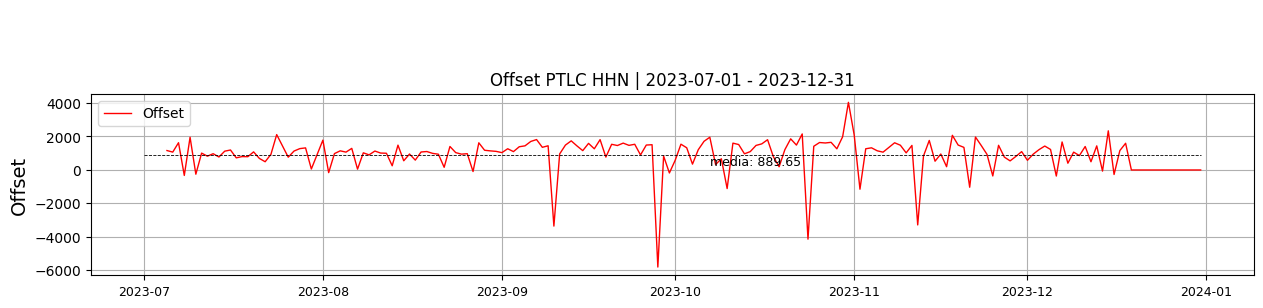 Offset PTLC HHN | 2023-07-01 - 2023-12-31
Offset
Offset
4000
2000
0
−2000
−4000
−6000
media: 889.65
2023-07 2023-08 2023-09 2023-10 2023-11 2023-12 2024-01